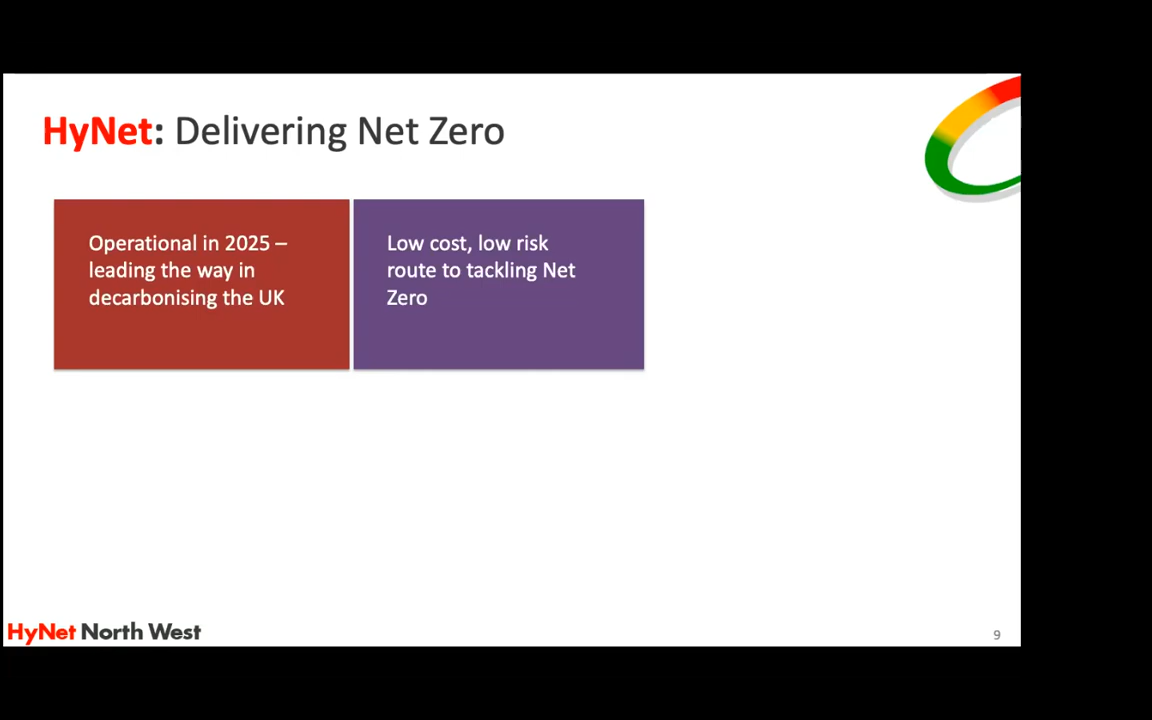 HyNet: Delivering Net Zero
Operational in 2025 –
leading the way in
decarbonising the UK
Low cost, low risk
route to tackling Net
Zero
HyNet North West
9